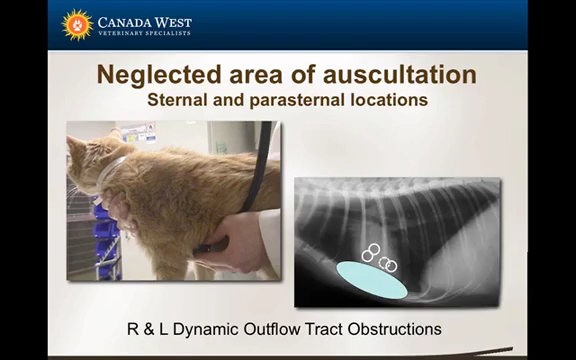 CANADA WEST
VETERINARY SPECIALISTS
Neglected area of auscultation
Sternal and parasternal locations
R & L Dynamic Outflow Tract Obstructions